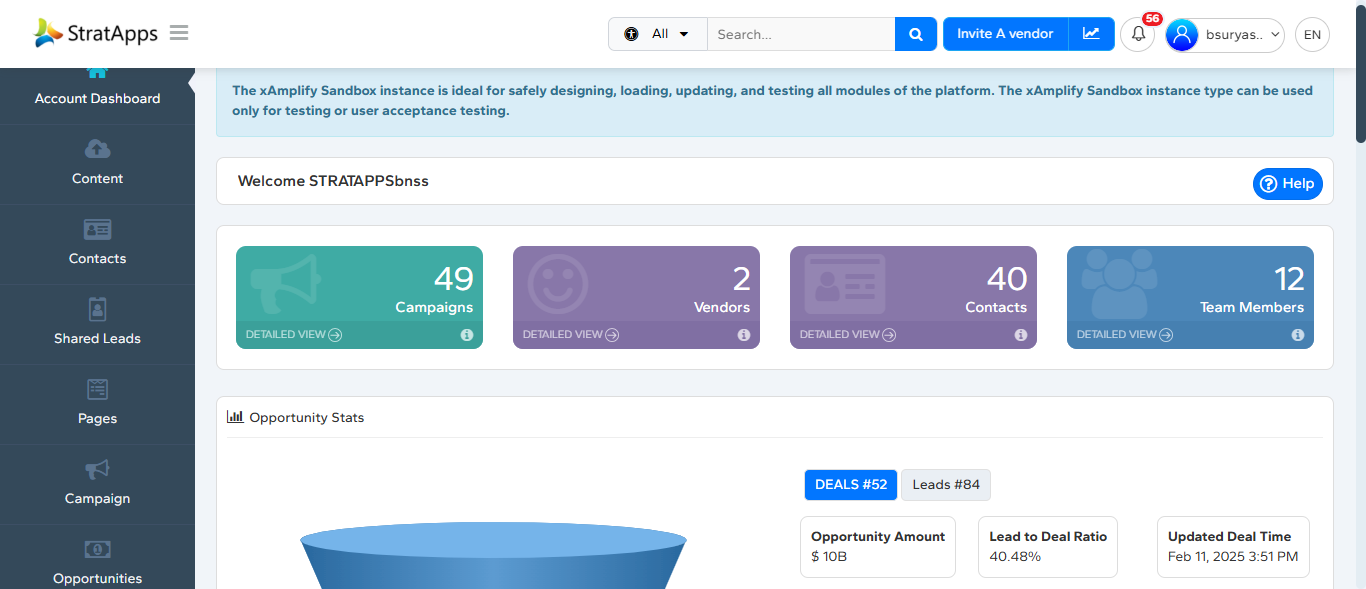 StratApps
All
Search...
Invite A vendor
56
bsuryas..
EN
Account Dashboard
Content
Contacts
Shared Leads
Pages
Campaign
Opportunities
The xAmplify Sandbox instance is ideal for safely designing, loading, updating, and testing all modules of the platform. The xAmplify Sandbox instance type can be used
only for testing or user acceptance testing.
Welcome STRATAPPSbnss
Help
49
Campaigns
DETAILED VIEW
2
Vendors
DETAILED VIEW
40
Contacts
DETAILED VIEW
12
Team Members
DETAILED VIEW
Opportunity Stats
DEALS #52
Leads #84
Opportunity Amount
$ 10B
Lead to Deal Ratio
40.48%
Updated Deal Time
Feb 11, 2025 3:51 PM